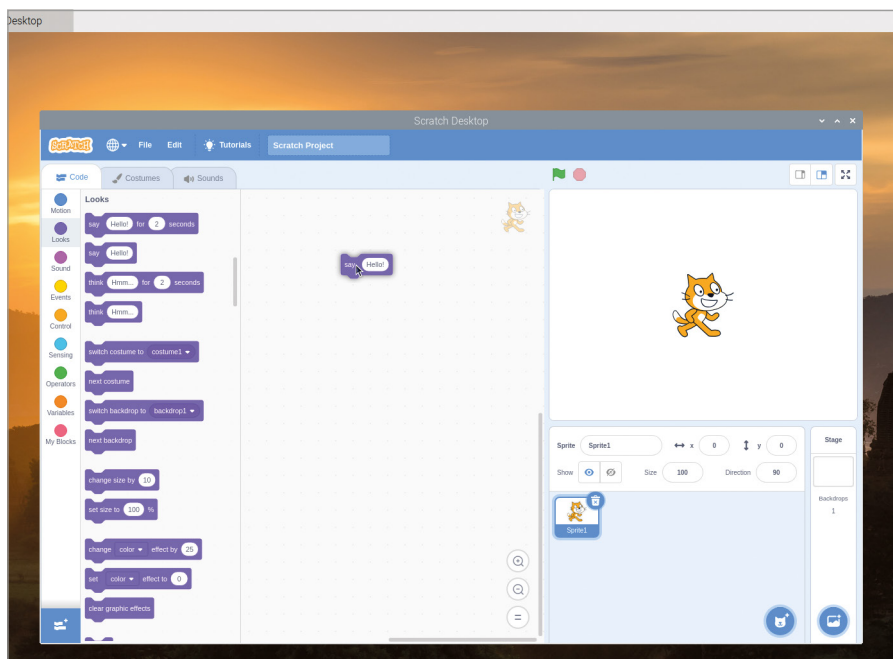 Desktop
Scratch Desktop
SCRATCH
File Edit Tutorials Scratch Project
Code Costumes Sounds
Motion
Looks
Sound
Events
Control
Sensing
Operators
Variables
My Blocks
Looks
say Hello! for 2 seconds
say Hello!
think Hmm... for 2 seconds
think Hmm...
switch costume to costume1
next costume
switch backdrop to backdrop1
next backdrop
change size by 10
set size to 100 %
change color effect by 25
set color effect to 0
clear graphic effects
say Hello!
Sprite Sprite1 x 0 y 0
Show Size 100 Direction 90
Sprite1
Stage
Backdrops
1